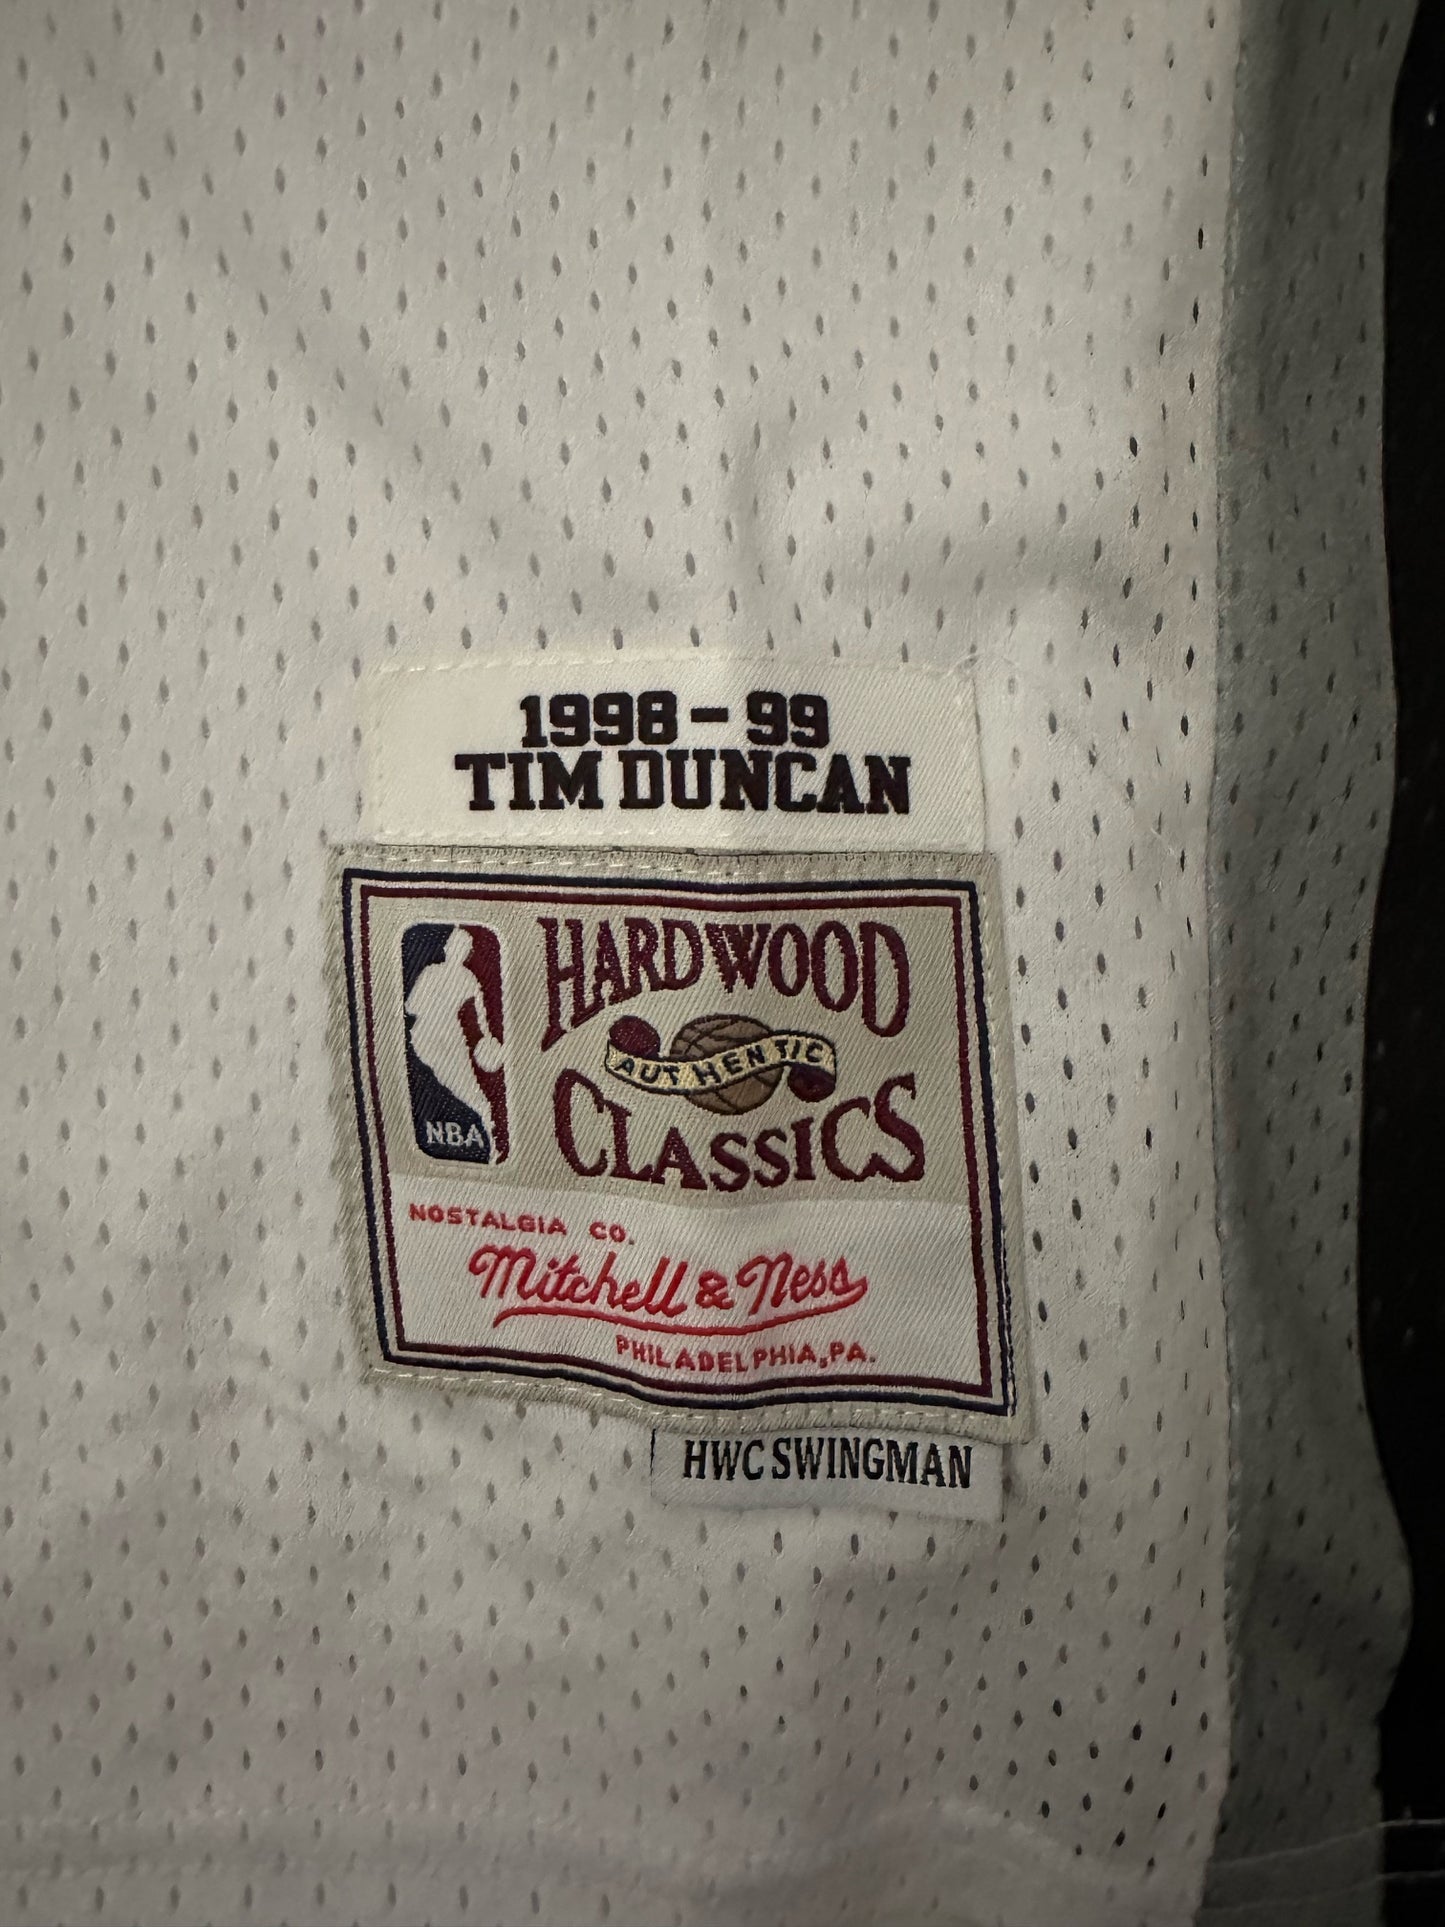 1998-99
TIM DUNCAN
HARDWOOD
AUTHENTIC
CLASSICS
NBA
NOSTALGIA CO.
Mitchell & Ness
PHILADELPHIA, PA.
HWC SWINGMAN